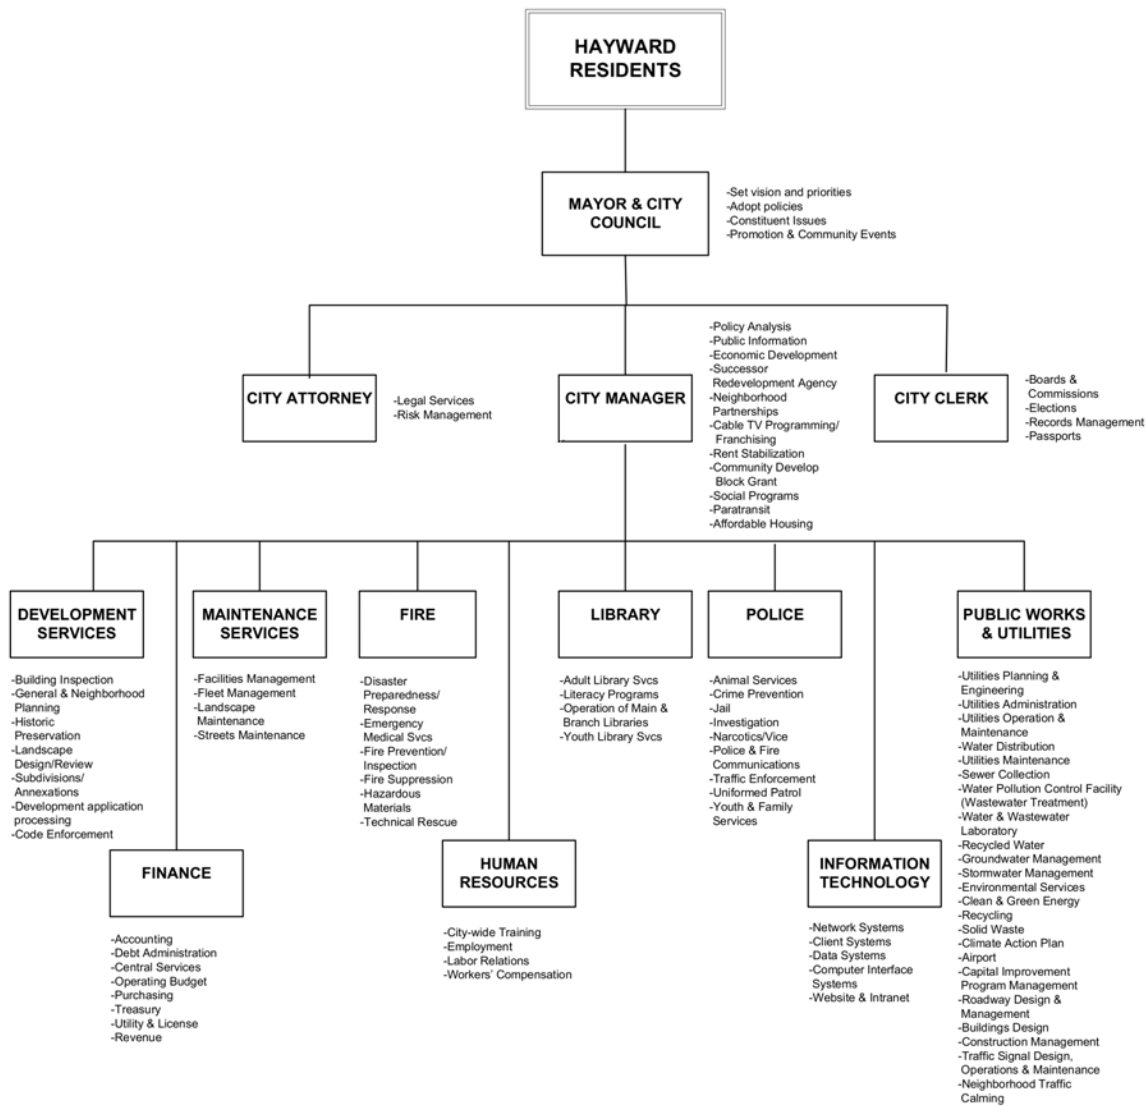 HAYWARD
RESIDENTS
MAYOR & CITY
COUNCIL
-Set vision and priorities
-Adopt policies
-Constituent Issues
-Promotion & Community Events
CITY ATTORNEY
-Legal Services
-Risk Management
CITY MANAGER
-Policy Analysis
-Public Information
-Economic Development
-Successor
Redevelopment Agency
-Neighborhood
Partnerships
-Cable TV Programming/
Franchising
-Rent Stabilization
-Community Develop
Block Grant
-Social Programs
-Paratransit
-Affordable Housing
CITY CLERK
-Boards &
Commissions
-Elections
-Records Management
-Passports
DEVELOPMENT
SERVICES
-Building Inspection
-General & Neighborhood
Planning
-Historic
Preservation
-Landscape
Design/Review
-Subdivisions/
Annexations
-Development application
processing
-Code Enforcement
MAINTENANCE
SERVICES
-Facilities Management
-Fleet Management
-Landscape
Maintenance
-Streets Maintenance
FIRE
-Disaster
Preparedness/
Response
-Emergency
Medical Svcs
-Fire Prevention/
Inspection
-Fire Suppression
-Hazardous
Materials
-Technical Rescue
LIBRARY
-Adult Library Svcs
-Literacy Programs
-Operation of Main &
Branch Libraries
-Youth Library Svcs
POLICE
-Animal Services
-Crime Prevention
-Jail
-Investigation
-Narcotics/Vice
-Police & Fire
Communications
-Traffic Enforcement
-Uniformed Patrol
-Youth & Family
Services
PUBLIC WORKS
& UTILITIES
-Utilities Planning &
Engineering
-Utilities Administration
-Utilities Operation &
Maintenance
-Water Distribution
-Utilities Maintenance
-Sewer Collection
-Water Pollution Control Facility
(Wastewater Treatment)
-Water & Wastewater
Laboratory
-Recycled Water
-Groundwater Management
-Stormwater Management
-Environmental Services
-Clean & Green Energy
-Recycling
-Solid Waste
-Climate Action Plan
-Airport
-Capital Improvement
Program Management
-Roadway Design &
Management
-Buildings Design
-Construction Management
-Traffic Signal Design,
Operations & Maintenance
-Neighborhood Traffic
Calming
FINANCE
-Accounting
-Debt Administration
-Central Services
-Operating Budget
-Purchasing
-Treasury
-Utility & License
-Revenue
HUMAN
RESOURCES
-City-wide Training
-Employment
-Labor Relations
-Workers' Compensation
INFORMATION
TECHNOLOGY
-Network Systems
-Client Systems
-Data Systems
-Computer Interface
Systems
-Website & Intranet